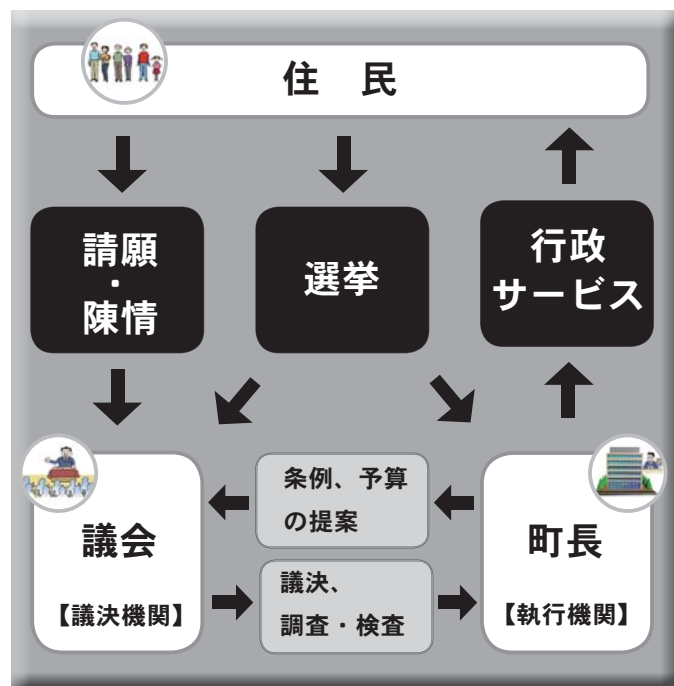 住 民
請願
・
陳情
選挙
行政
サービス
条例、予算
の提案
議会
【議決機関】
議決、
調査・検査
町長
【執行機関】